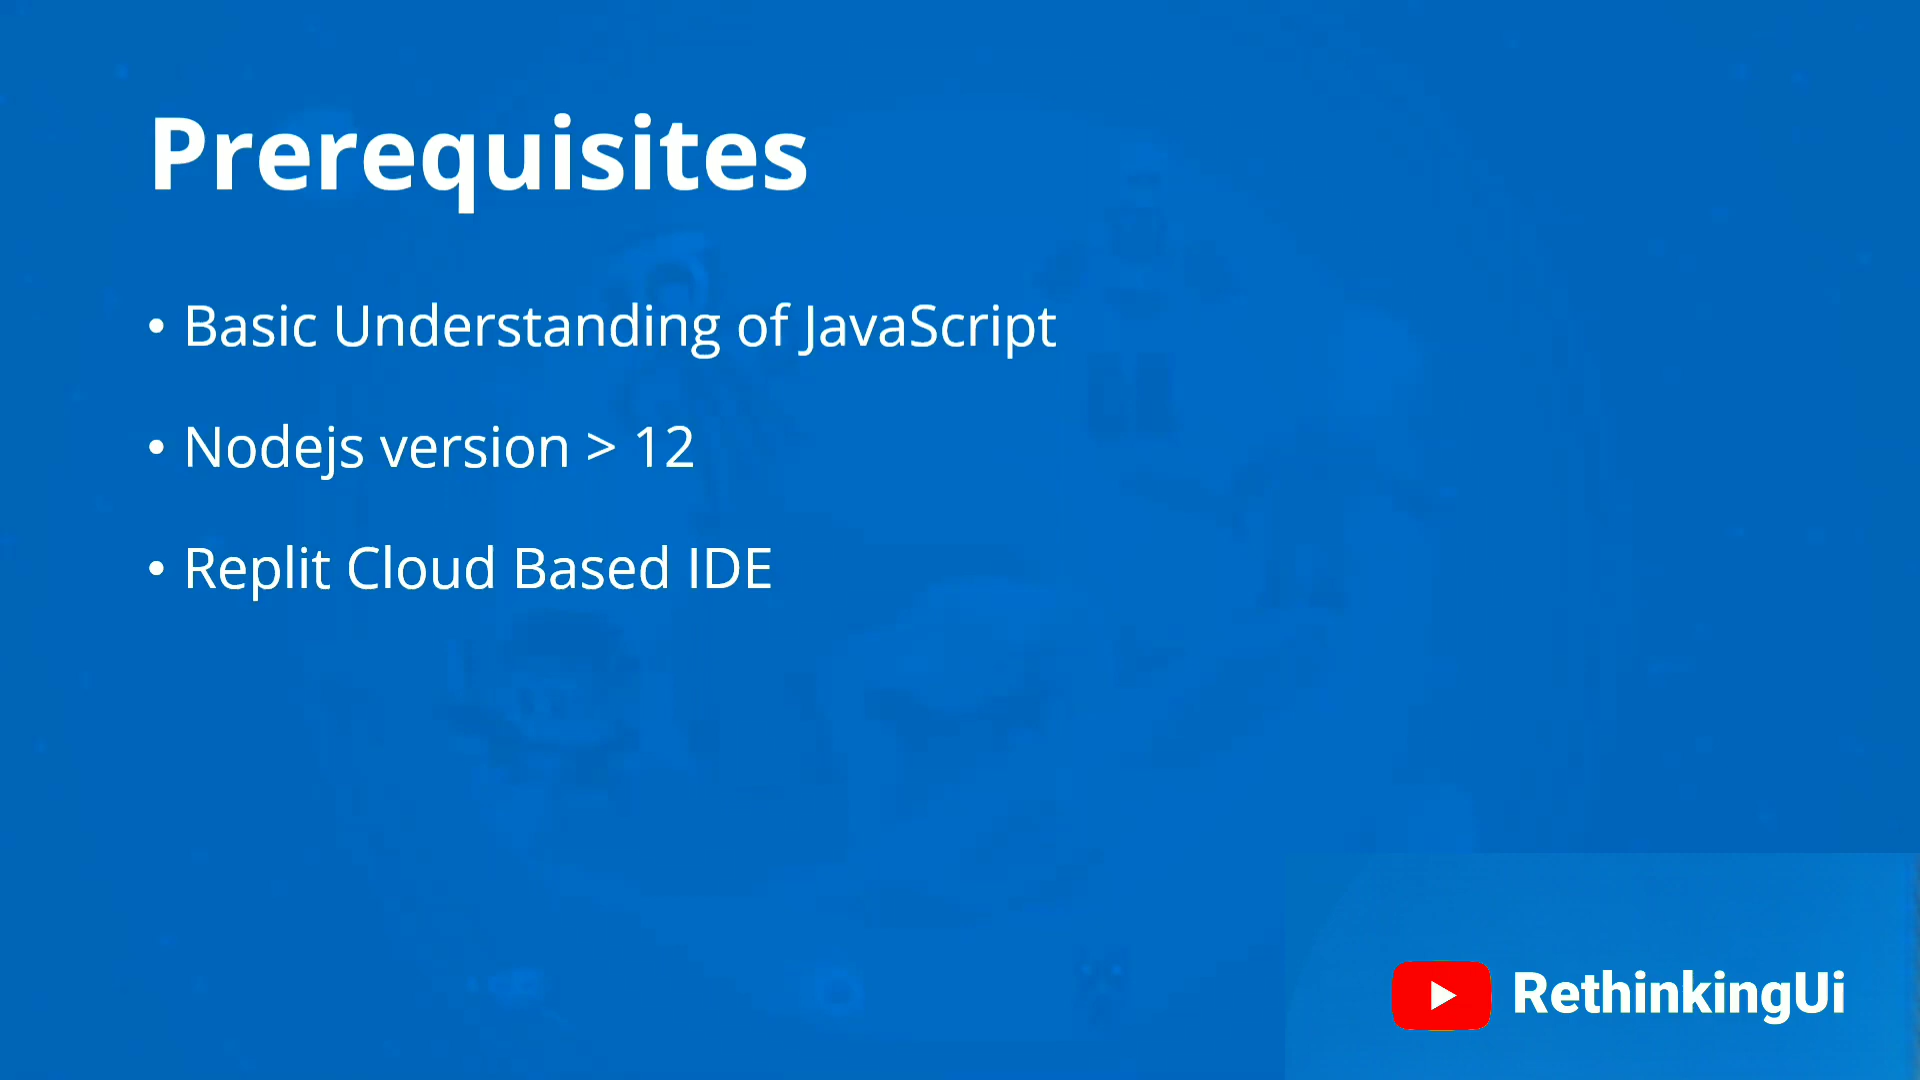 Prerequisites
• Basic Understanding of JavaScript
• Nodejs version > 12
• Replit Cloud Based IDE
RethinkingUi